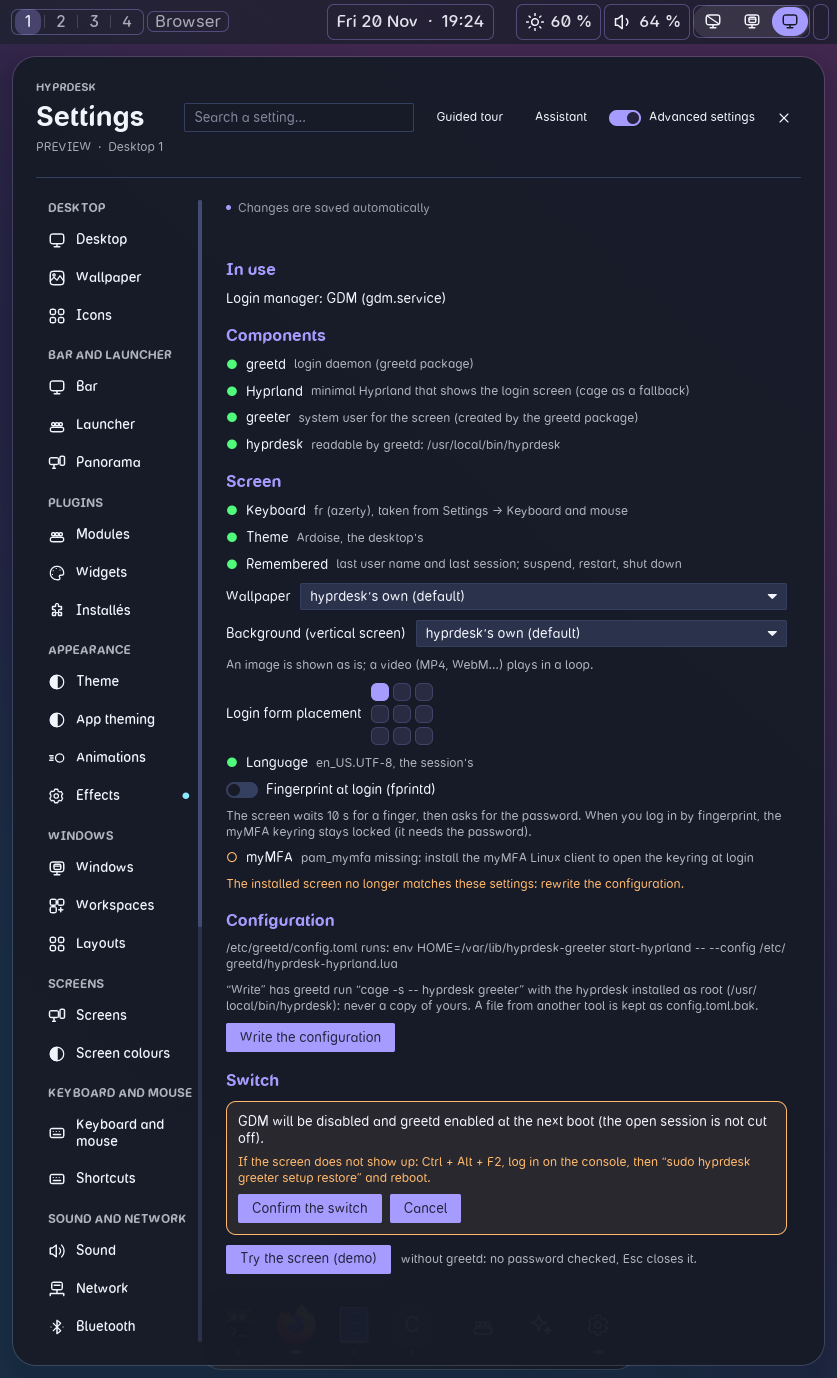 1 2 3 4 Browser Fri 20 Nov · 19:24 60 % 64 %
HYPRDESK
Settings
Search a setting...
Guided tour
Assistant
Advanced settings
PREVIEW · Desktop 1
DESKTOP
Desktop
Wallpaper
Icons
BAR AND LAUNCHER
Bar
Launcher
Panorama
PLUGINS
Modules
Widgets
Installés
APPEARANCE
Theme
App theming
Animations
Effects
WINDOWS
Windows
Workspaces
Layouts
SCREENS
Screens
Screen colours
KEYBOARD AND MOUSE
Keyboard and
mouse
Shortcuts
SOUND AND NETWORK
Sound
Network
Bluetooth
Changes are saved automatically
In use
Login manager: GDM (gdm.service)
Components
greetd login daemon (greetd package)
Hyprland minimal Hyprland that shows the login screen (cage as a fallback)
greeter system user for the screen (created by the greetd package)
hyprdesk readable by greetd: /usr/local/bin/hyprdesk
Screen
Keyboard fr (azerty), taken from Settings → Keyboard and mouse
Theme Ardoise, the desktop's
Remembered last user name and last session; suspend, restart, shut down
Wallpaper hyprdesk's own (default)
Background (vertical screen) hyprdesk's own (default)
An image is shown as is; a video (MP4, WebM...) plays in a loop.
Login form placement
Language en_US.UTF-8, the session's
Fingerprint at login (fprintd)
The screen waits 10 s for a finger, then asks for the password. When you log in by fingerprint, the
myMFA keyring stays locked (it needs the password).
myMFA pam_mymfa missing: install the myMFA Linux client to open the keyring at login
The installed screen no longer matches these settings: rewrite the configuration.
Configuration
/etc/greetd/config.toml runs: env HOME=/var/lib/hyprdesk-greeter start-hyprland -- --config /etc/
greetd/hyprdesk-hyprland.lua
“Write” has greetd run “cage -s -- hyprdesk greeter” with the hyprdesk installed as root (/usr/
local/bin/hyprdesk): never a copy of yours. A file from another tool is kept as config.toml.bak.
Write the configuration
Switch
GDM will be disabled and greetd enabled at the next boot (the open session is not cut
off).
If the screen does not show up: Ctrl + Alt + F2, log in on the console, then “sudo hyprdesk
greeter setup restore” and reboot.
Confirm the switch
Cancel
Try the screen (demo) without greetd: no password checked, Esc closes it.